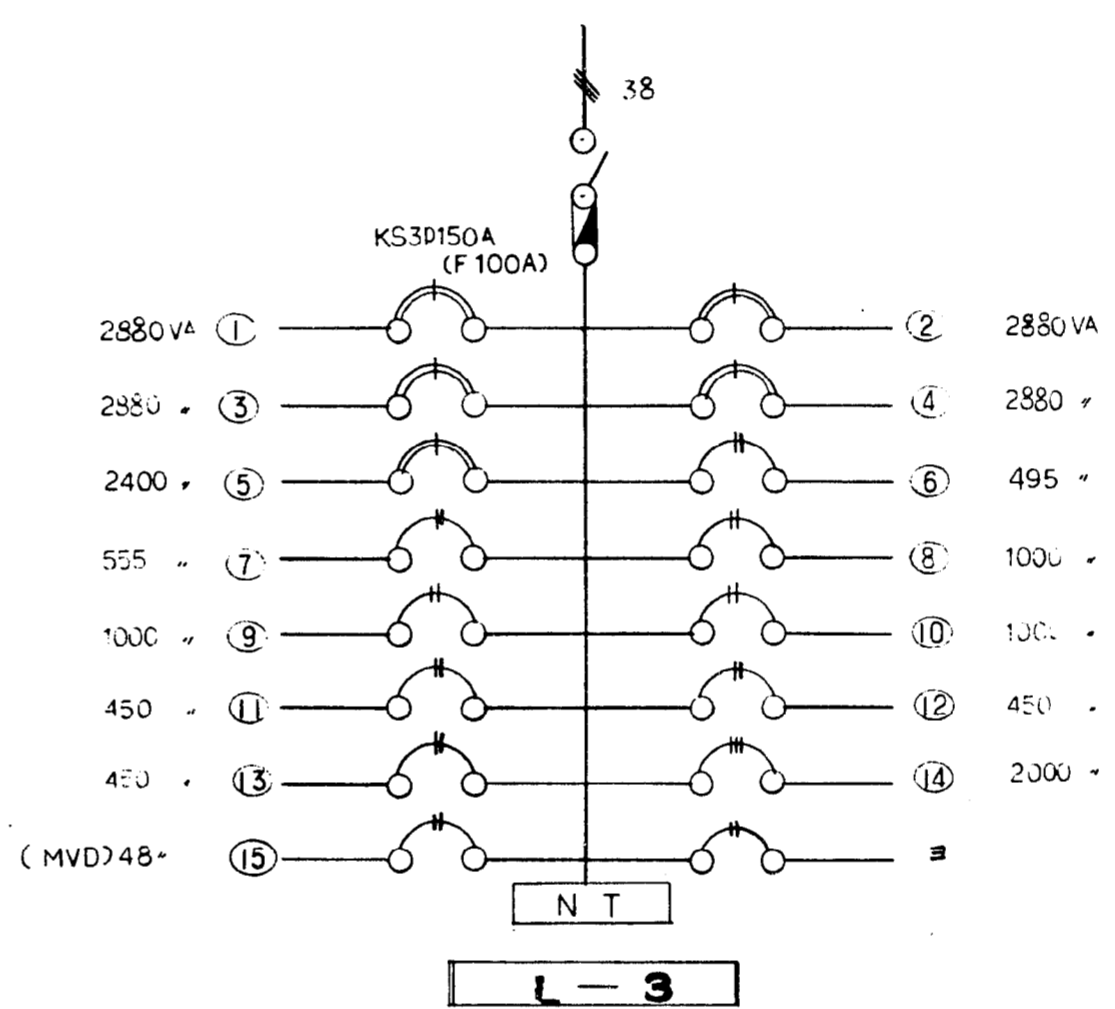 38
KS3P150A
(F 100A)
2880 VA ① ② 2880 VA
2880 〃 ③ ④ 2880 〃
2400 〃 ⑤ ⑥ 495 〃
555 〃 ⑦ ⑧ 1000 〃
1000 〃 ⑨ ⑩
450 〃 ⑪ ⑫ 450 〃
⑬ ⑭ 2000 〃
(MVD) 48〃 ⑮
N T
L - 3